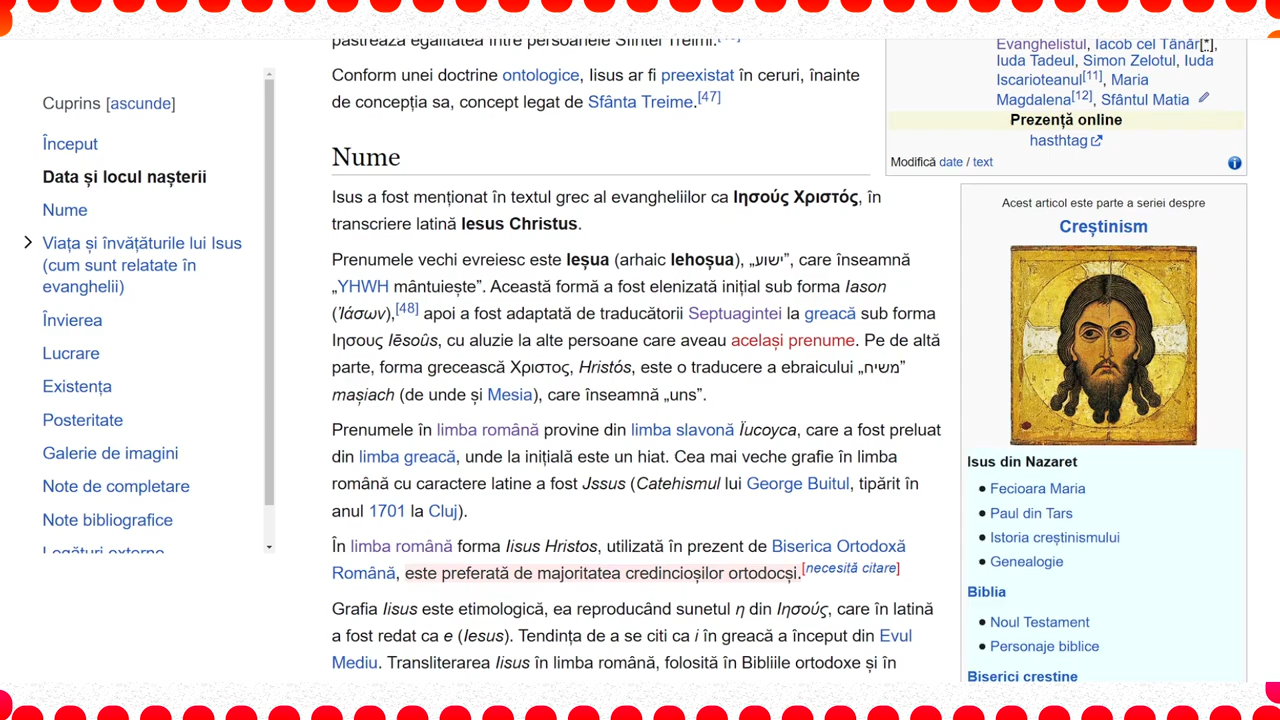 Cuprins [ascunde]
Început
Data și locul nașterii
Nume
Viața și învățăturile lui Isus
(cum sunt relatate în
evanghelii)
Învierea
Lucrare
Existența
Posteritate
Galerie de imagini
Note de completare
Note bibliografice
Legături externe
păstrează egalitatea între persoanele Sfintei Treimi.
Conform unei doctrine ontologice, Iisus ar fi preexistat în ceruri, înainte
de concepția sa, concept legat de Sfânta Treime.[47]
Nume
Isus a fost menționat în textul grec al evangheliilor ca Ιησούς Χριστός, în
transcriere latină Iesus Christus.
Prenumele vechi evreiesc este Ieșua (arhaic Iehoșua), „ישוע”, care înseamnă
„YHWH mântuiește”. Această formă a fost elenizată inițial sub forma Iason
(Ἰάσων),[48] apoi a fost adaptată de traducătorii Septuagintei la greacă sub forma
Ιησους Iēsoûs, cu aluzie la alte persoane care aveau același prenume. Pe de altă
parte, forma grecească Χριστος, Hristós, este o traducere a ebraicului „משיח”
mașiach (de unde și Mesia), care înseamnă „uns”.
Prenumele în limba română provine din limba slavonă Їисоуса, care a fost preluat
din limba greacă, unde la inițială este un hiat. Cea mai veche grafie în limba
română cu caractere latine a fost Jssus (Catehismul lui George Buitul, tipărit în
anul 1701 la Cluj).
În limba română forma Iisus Hristos, utilizată în prezent de Biserica Ortodoxă
Română, este preferată de majoritatea credincioșilor ortodocși.[necesită citare]
Grafia Iisus este etimologică, ea reproducând sunetul η din Ιησούς, care în latină
a fost redat ca e (Iesus). Tendința de a se citi ca i în greacă a început din Evul
Mediu. Transliterarea Iisus în limba română, folosită în Bibliile ortodoxe și în
Evanghelistul, Iacob cel Tânăr[*],
Iuda Tadeul, Simon Zelotul, Iuda
Iscarioteanul[11], Maria
Magdalena[12], Sfântul Matia
Prezență online
hasthtag
Modifică date / text
Acest articol este parte a seriei despre
Creștinism
Isus din Nazaret
Fecioara Maria
Paul din Tars
Istoria creștinismului
Genealogie
Biblia
Noul Testament
Personaje biblice
Biserici creștine